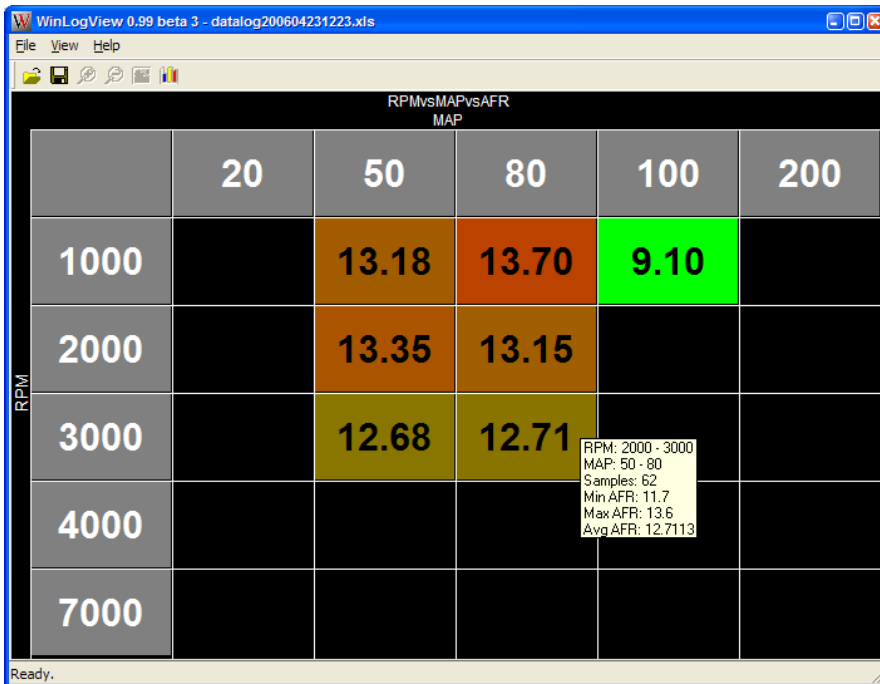 WinLogView 0.99 beta 3 - datalog200604231223.xls
File View Help
RPMvsMAPvsAFR
MAP
20 50 80 100 200
1000 13.18 13.70 9.10
2000 13.35 13.15
RPM
3000 12.68 12.71
RPM: 2000 - 3000
MAP: 50 - 80
Samples: 62
Min AFR: 11.7
Max AFR: 13.6
Avg AFR: 12.7113
4000
7000
Ready.